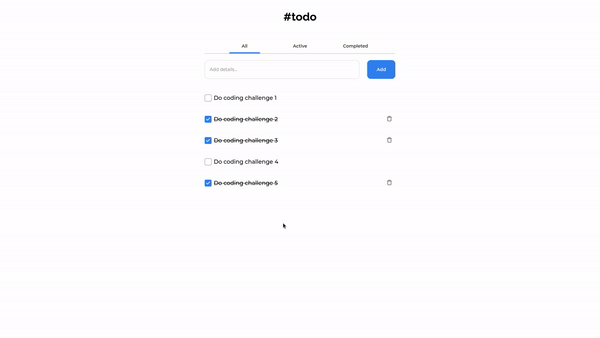 #todo
All Active Completed
Add details... Add
Do coding challenge 1
Do coding challenge 2
Do coding challenge 3
Do coding challenge 4
Do coding challenge 5